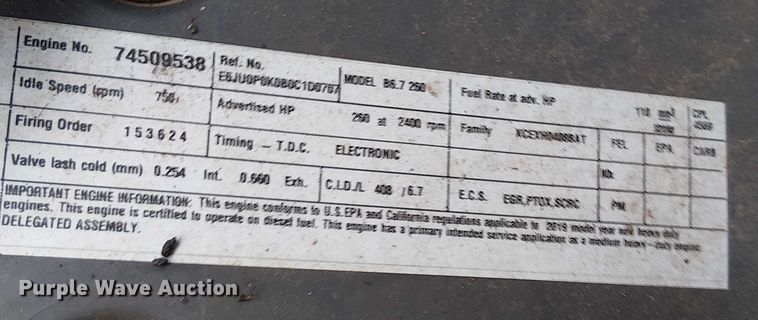 Engine No. 74509538
Ref. No.
MODEL B6.7 260
Fuel Rate at adv. HP
CPL
Idle Speed (rpm) 750
Advertised HP 260 at 2400 rpm
Family
FEL EPA CARB
Firing Order 153624
Timing – T.D.C. ELECTRONIC
Valve lash cold (mm) 0.254 Int. 0.660 Exh.
C.I.D./L 408 /6.7
E.C.S. EGR,PTOX,SCRC
PM
IMPORTANT ENGINE INFORMATION: This engine conforms to U.S.EPA and California regulations applicable to 2019 model year new heavy duty
engines. This engine is certified to operate on diesel fuel. This engine has a primary intended service application as a medium heavy–duty engine.
DELEGATED ASSEMBLY.
Purple Wave Auction